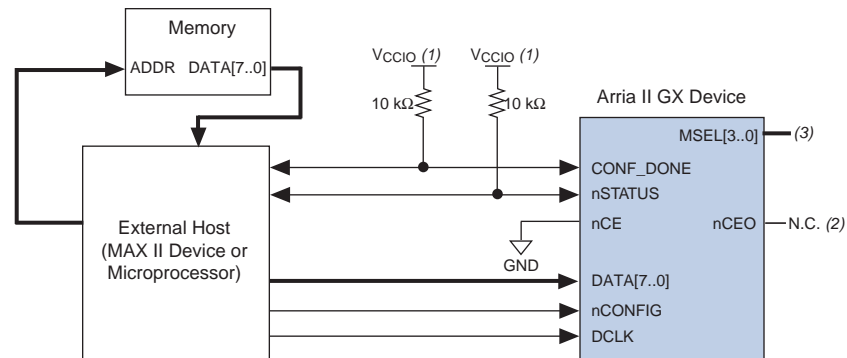 Memory
ADDR DATA[7..0]
VCCIO (1)
VCCIO (1)
10 kΩ
10 kΩ
Arria II GX Device
MSEL[3..0]
(3)
CONF_DONE
nSTATUS
nCE
nCEO
N.C. (2)
GND
External Host
(MAX II Device or
Microprocessor)
DATA[7..0]
nCONFIG
DCLK